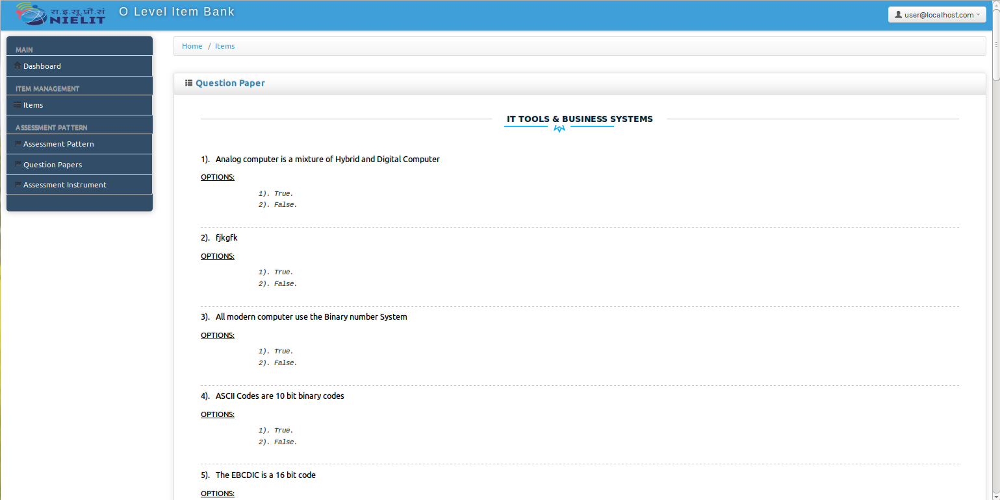 रा.इ.सू.प्रौ.सं
NIELIT
O Level Item Bank
user@localhost.com
MAIN
Dashboard
ITEM MANAGEMENT
Items
ASSESSMENT PATTERN
Assessment Pattern
Question Papers
Assessment Instrument
Home / Items
Question Paper
IT TOOLS & BUSINESS SYSTEMS
1). Analog computer is a mixture of Hybrid and Digital Computer
OPTIONS:
1). True.
2). False.
2). fjkgfk
OPTIONS:
1). True.
2). False.
3). All modern computer use the Binary number System
OPTIONS:
1). True.
2). False.
4). ASCII Codes are 10 bit binary codes
OPTIONS:
1). True.
2). False.
5). The EBCDIC is a 16 bit code
OPTIONS: